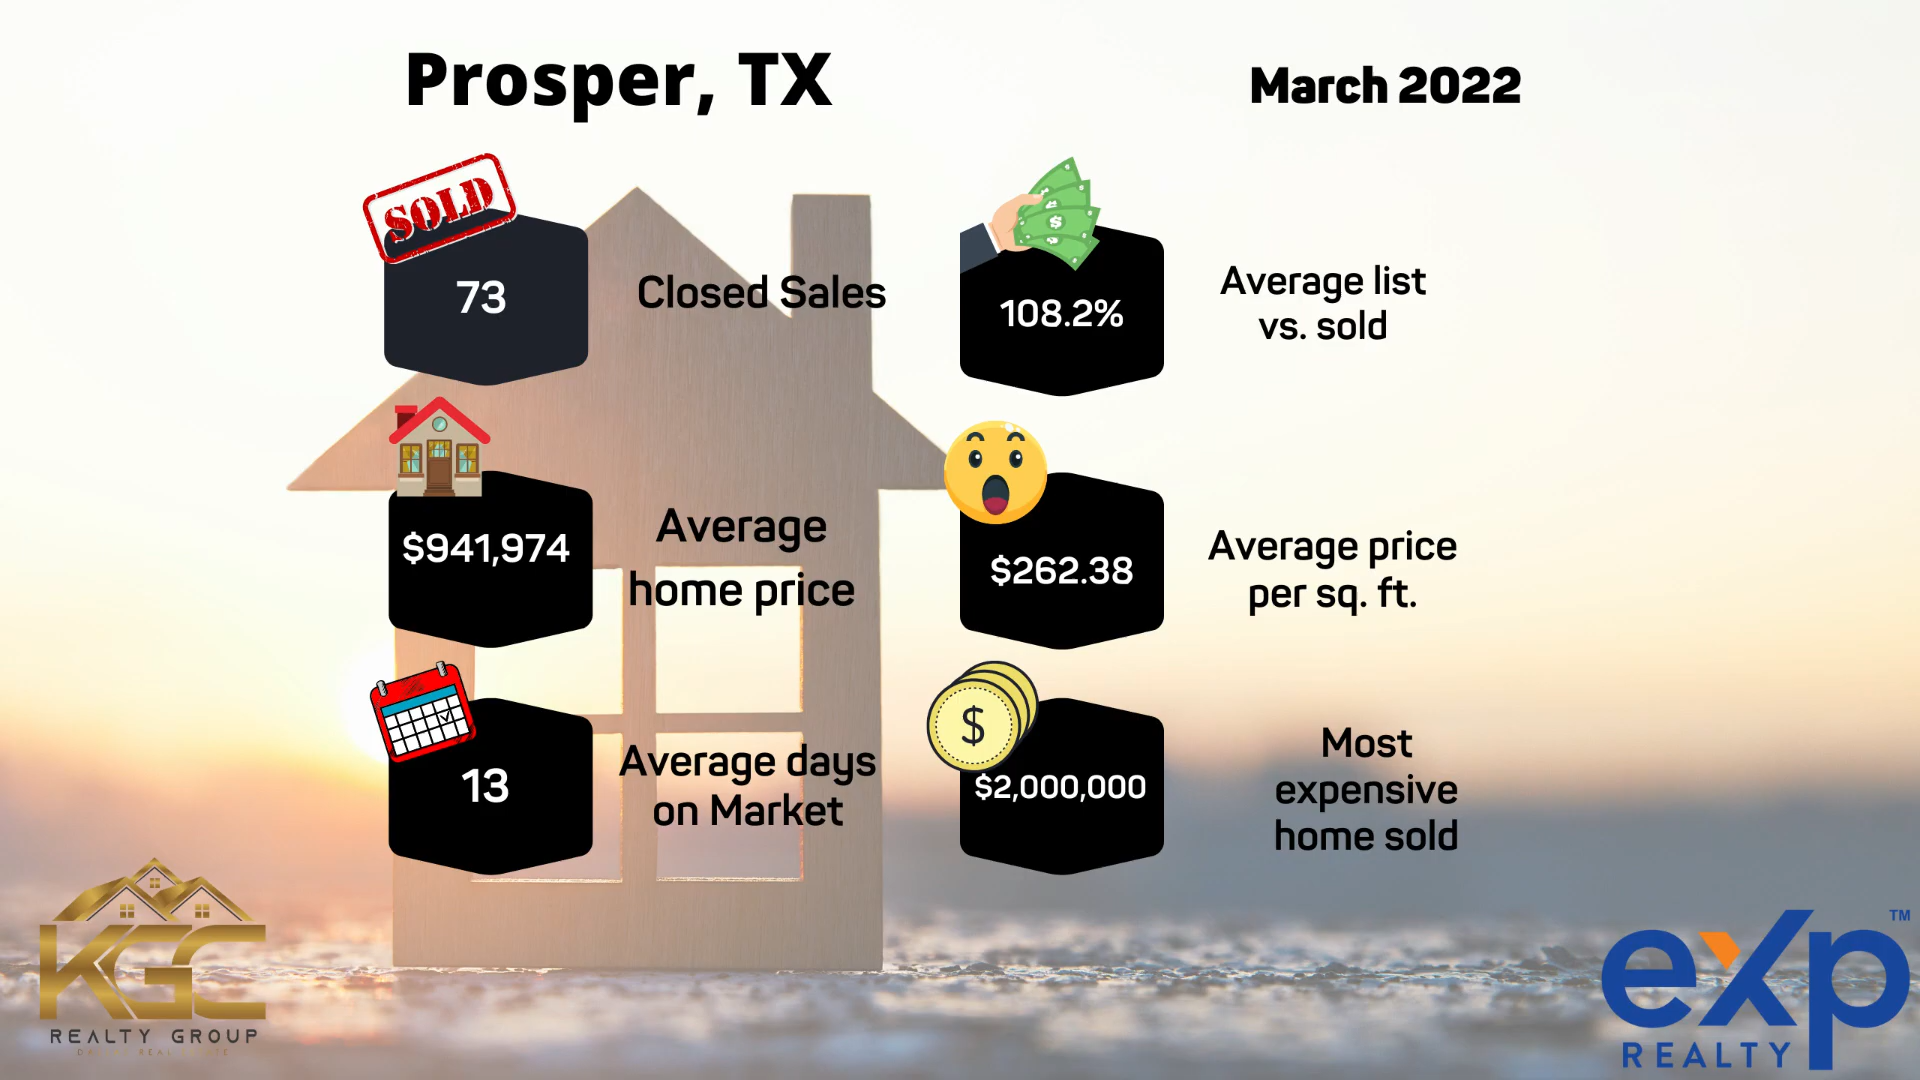 Prosper, TX
March 2022
SOLD
73
Closed Sales
108.2%
Average list
vs. sold
$941,974
Average
home price
$262.38
Average price
per sq. ft.
13
Average days
on Market
$
$2,000,000
Most
expensive
home sold
KGC
REALTY GROUP
eXp
TM
REALTY